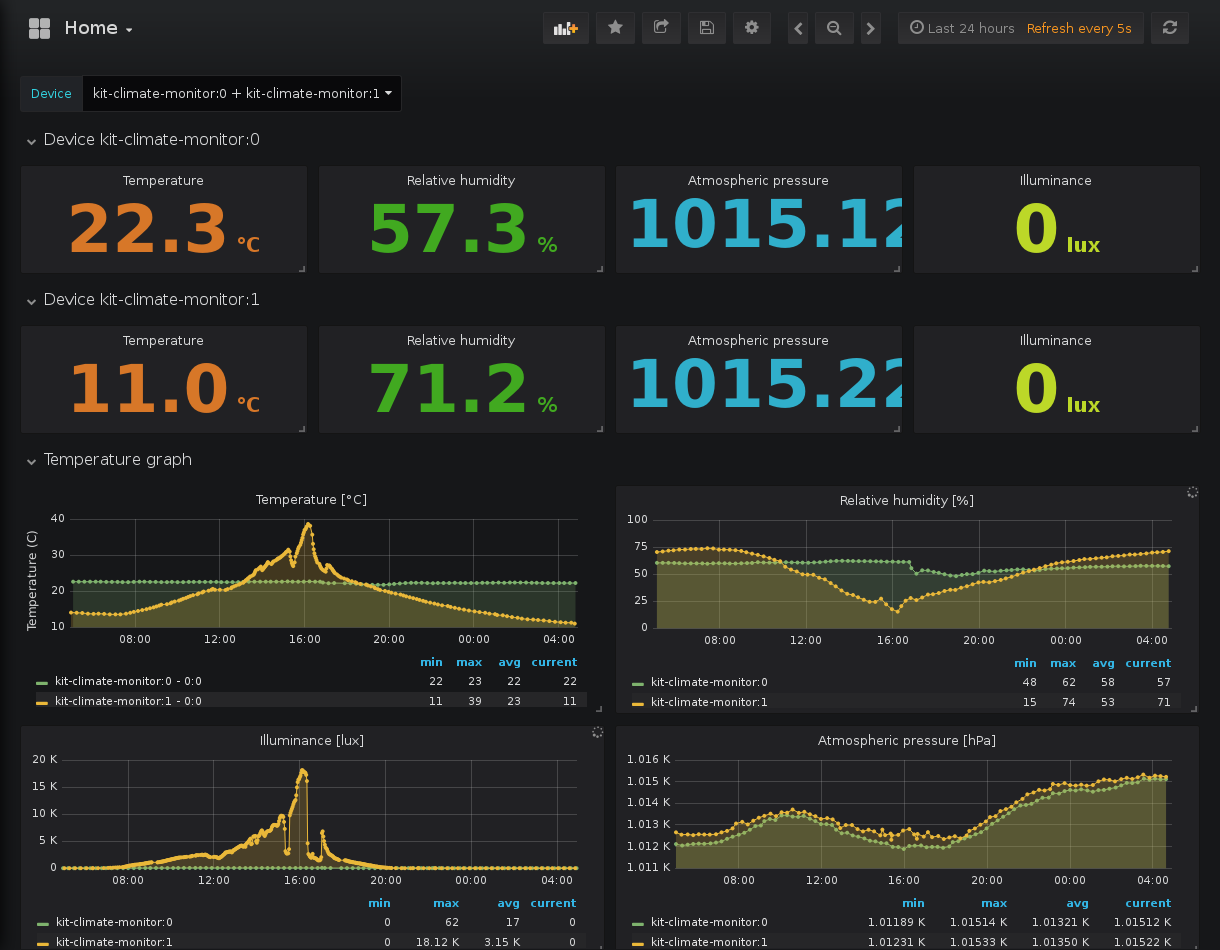 Home
Last 24 hours Refresh every 5s
Device kit-climate-monitor:0 + kit-climate-monitor:1
Device kit-climate-monitor:0
Temperature Relative humidity Atmospheric pressure Illuminance
22.3 °C 57.3 % 1015.12 0 lux
Device kit-climate-monitor:1
Temperature Relative humidity Atmospheric pressure Illuminance
11.0 °C 71.2 % 1015.22 0 lux
Temperature graph
Temperature [°C]
Temperature (C)
40
30
20
10
08:00 12:00 16:00 20:00 00:00 04:00
min max avg current
kit-climate-monitor:0 - 0:0 22 23 22 22
kit-climate-monitor:1 - 0:0 11 39 23 11
Relative humidity [%]
100
75
50
25
0
08:00 12:00 16:00 20:00 00:00 04:00
min max avg current
kit-climate-monitor:0 48 62 58 57
kit-climate-monitor:1 15 74 53 71
Illuminance [lux]
20 K
15 K
10 K
5 K
0
08:00 12:00 16:00 20:00 00:00 04:00
min max avg current
kit-climate-monitor:0 0 62 17 0
kit-climate-monitor:1 0 18.12 K 3.15 K 0
Atmospheric pressure [hPa]
1.016 K
1.015 K
1.014 K
1.013 K
1.012 K
1.011 K
08:00 12:00 16:00 20:00 00:00 04:00
min max avg current
kit-climate-monitor:0 1.01189 K 1.01514 K 1.01321 K 1.01512 K
kit-climate-monitor:1 1.01231 K 1.01533 K 1.01350 K 1.01522 K